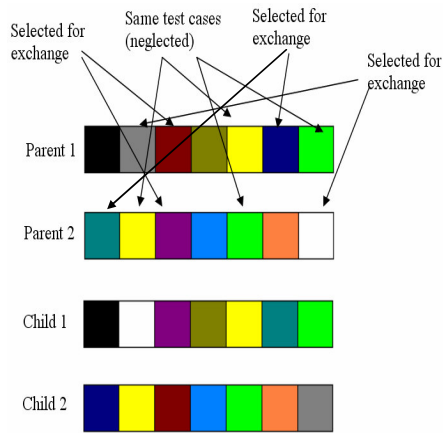 Selected for
exchange
Same test cases
(neglected)
Selected for
exchange
Selected for
exchange
Parent 1
Parent 2
Child 1
Child 2